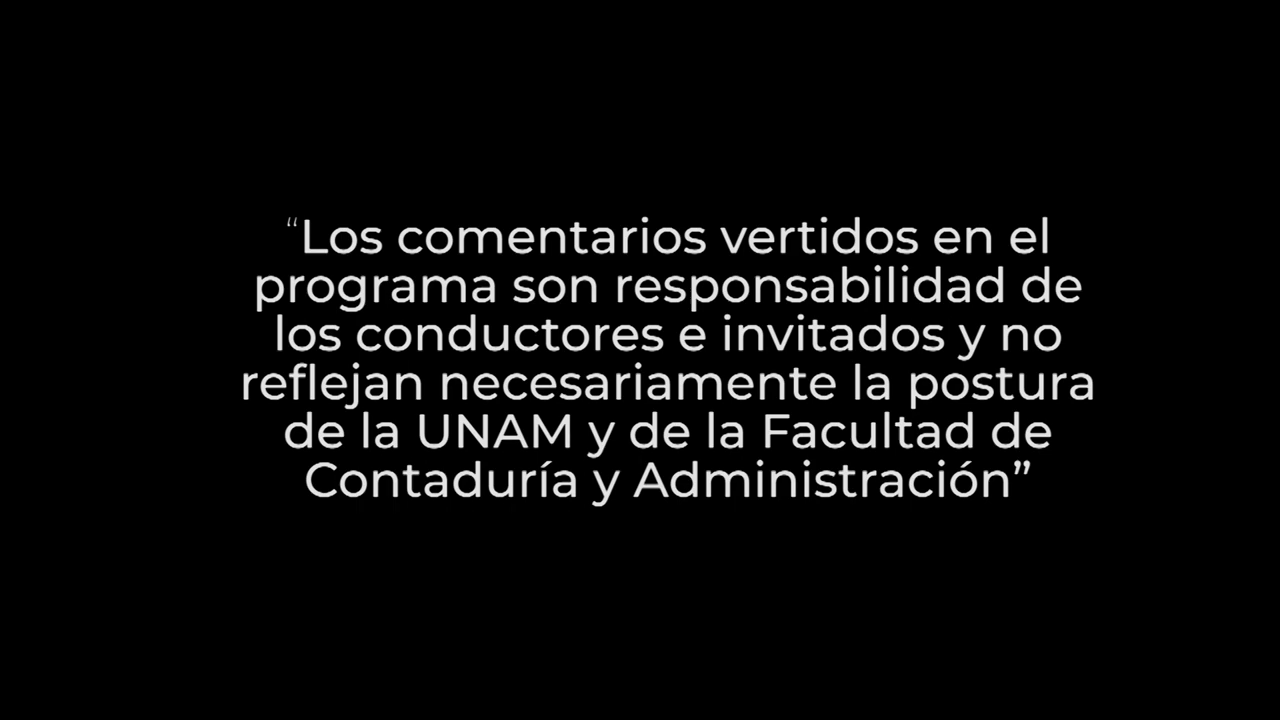 “Los comentarios vertidos en el
programa son responsabilidad de
los conductores e invitados y no
reflejan necesariamente la postura
de la UNAM y de la Facultad de
Contaduría y Administración”